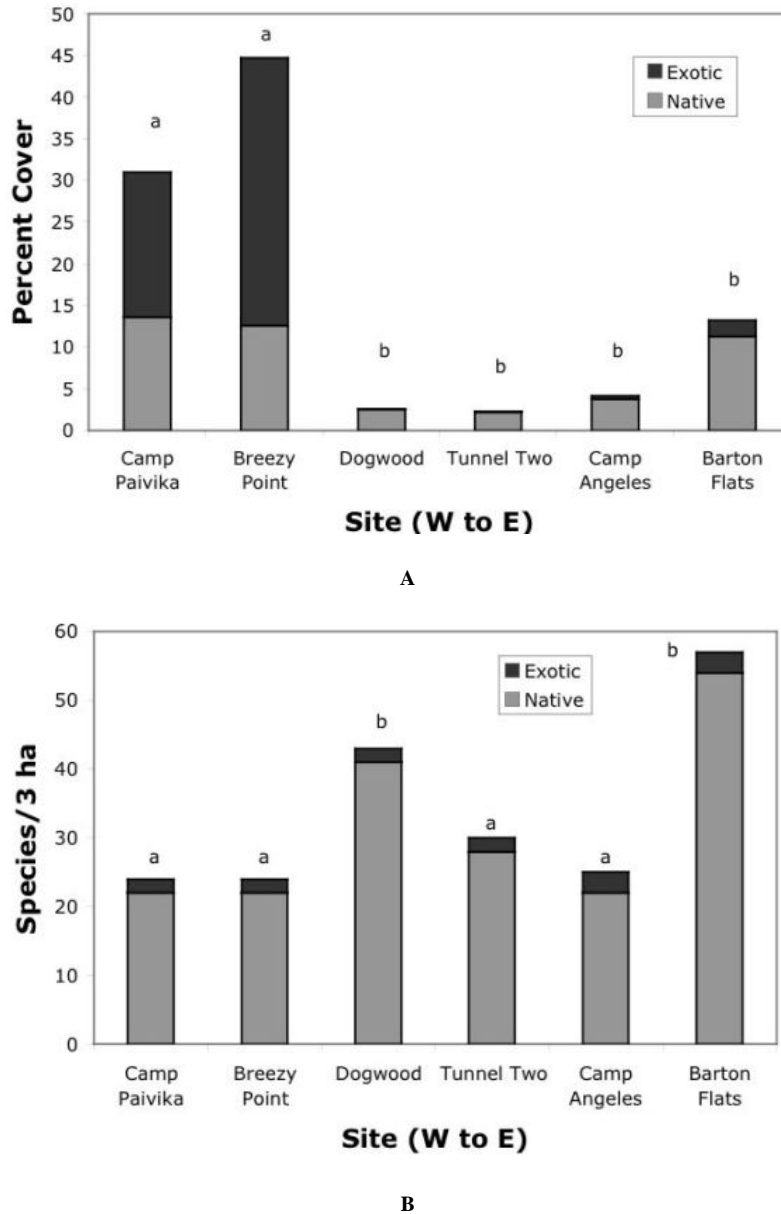 50
45
40
35
30
25
20
15
10
5
0
Percent Cover
a
a
b
b
b
b
Exotic
Native
Camp Paivika
Breezy Point
Dogwood
Tunnel Two
Camp Angeles
Barton Flats
Site (W to E)
A
60
50
40
30
20
10
0
Species/3 ha
a
a
b
a
a
b
Exotic
Native
Camp Paivika
Breezy Point
Dogwood
Tunnel Two
Camp Angeles
Barton Flats
Site (W to E)
B